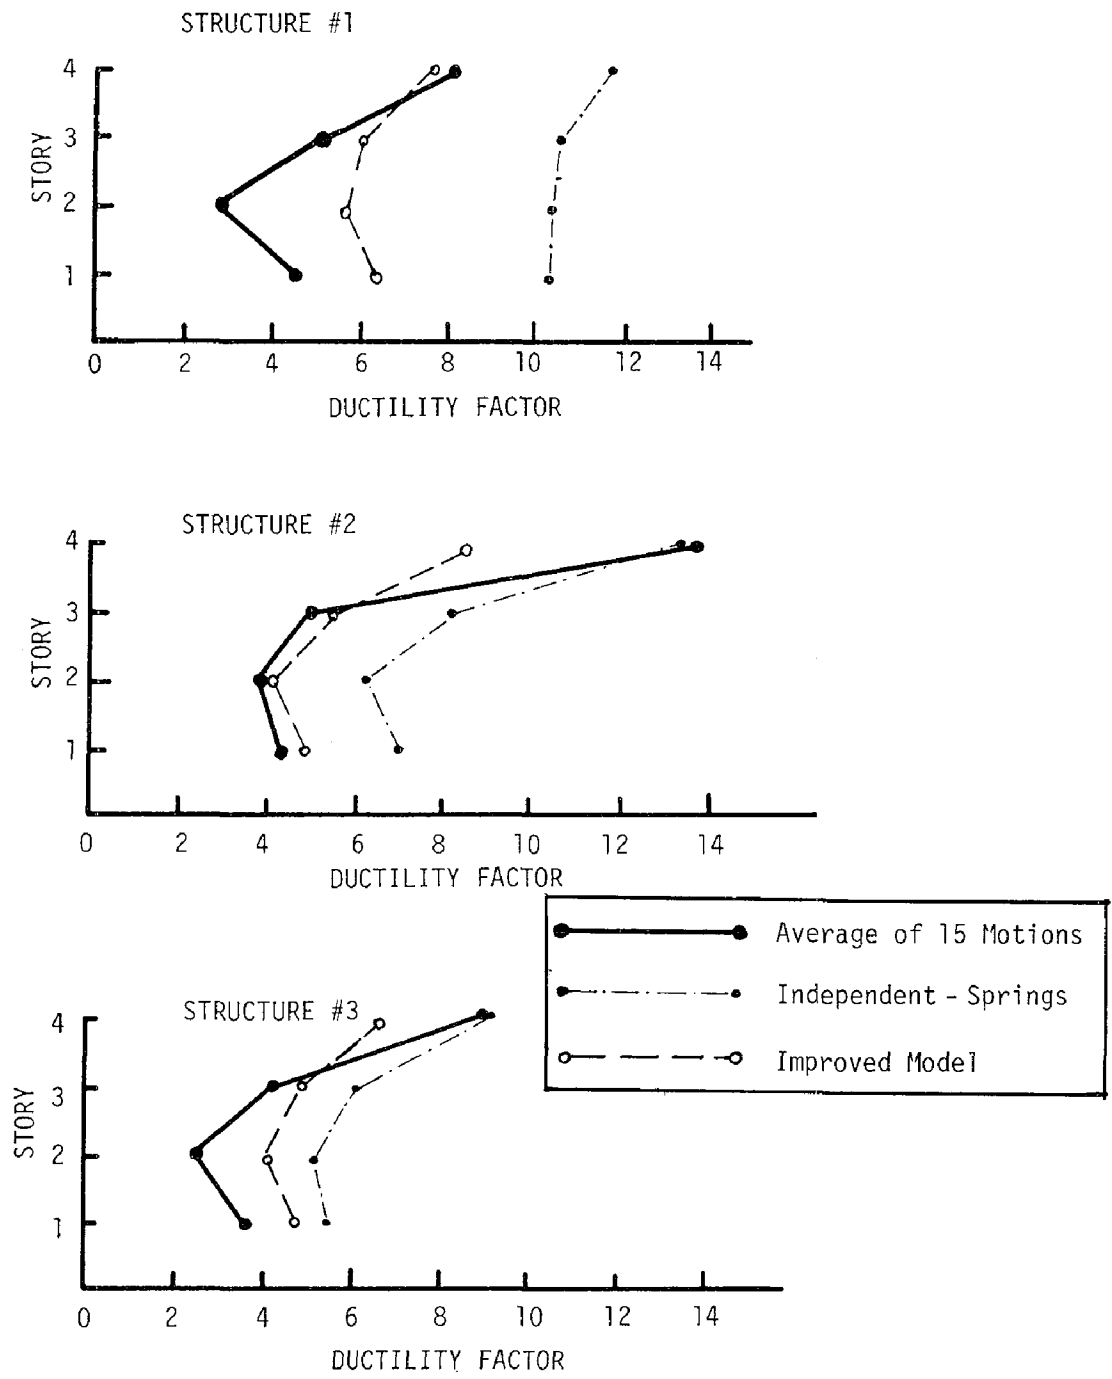 STRUCTURE #1
4
3
2
1
STORY
0 2 4 6 8 10 12 14
DUCTILITY FACTOR
STRUCTURE #2
4
3
2
1
STORY
0 2 4 6 8 10 12 14
DUCTILITY FACTOR
Average of 15 Motions
Independent - Springs
Improved Model
STRUCTURE #3
4
3
2
1
STORY
0 2 4 6 8 10 12 14
DUCTILITY FACTOR